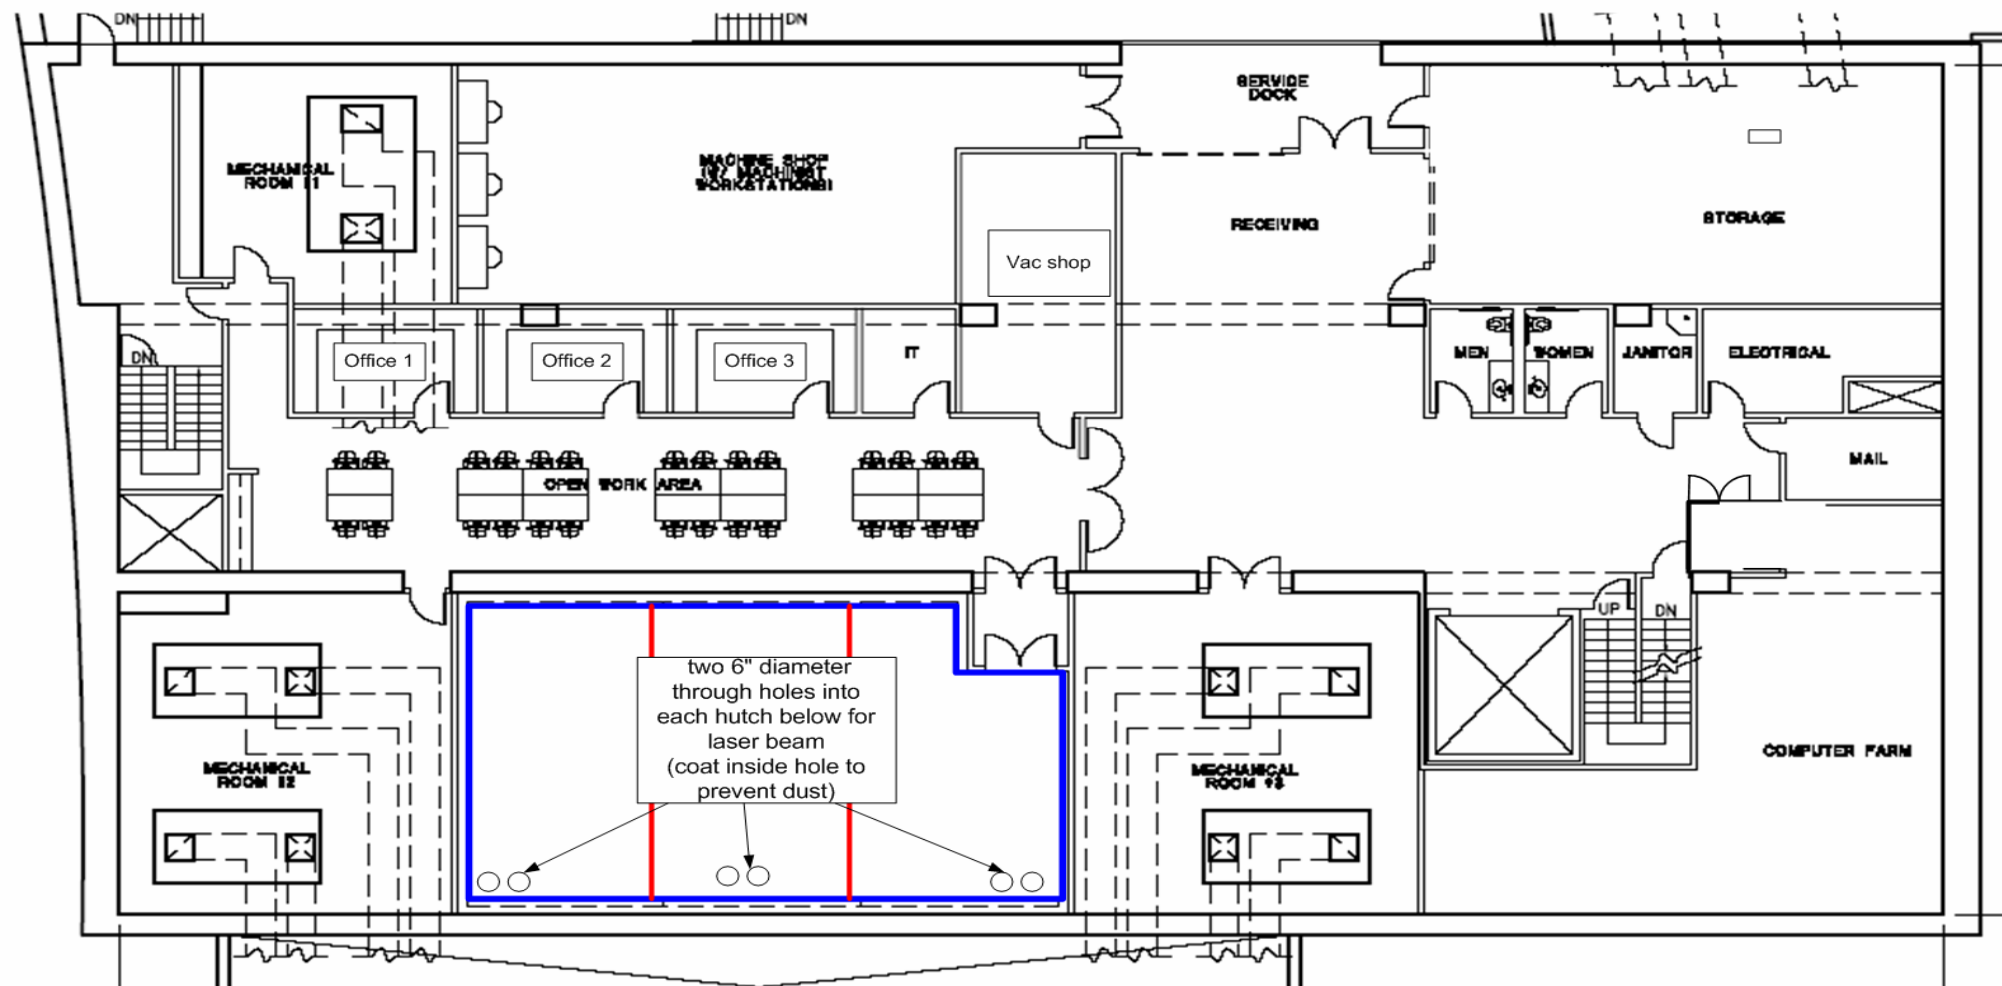 DN
DN
SERVICE
DOCK
MACHINE SHOP
(W/ MACHINIST
WORKSTATIONS)
MECHANICAL
ROOM #1
STORAGE
RECEIVING
Vac shop
DN
Office 1
Office 2
Office 3
IT
MEN
WOMEN
JANITOR
ELECTRICAL
MAIL
OPEN WORK AREA
UP
DN
two 6" diameter
through holes into
each hutch below for
laser beam
(coat inside hole to
prevent dust)
MECHANICAL
ROOM #2
MECHANICAL
ROOM #3
COMPUTER FARM